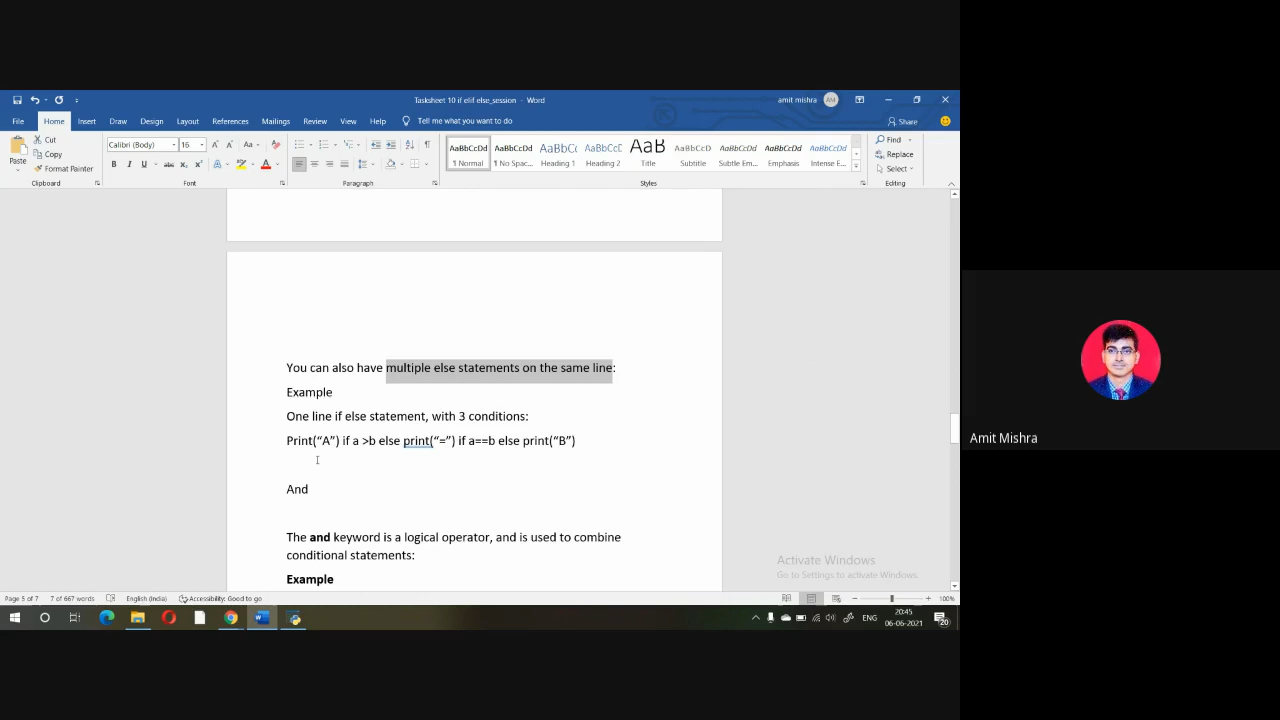 Tasksheet 10 if elif else_session - Word
amit mishra
AM
File Home Insert Draw Design Layout References Mailings Review View Help Tell me what you want to do
Share
Paste
Cut
Copy
Format Painter
Clipboard
Calibri (Body)
16
Font
Paragraph
AaBbCcDd AaBbCcDd AaBbCc AaBbCcC AaB AaBbCcD AaBbCcDd AaBbCcDd AaBbCcDd
¶ Normal ¶ No Spac... Heading 1 Heading 2 Title Subtitle Subtle Em... Emphasis Intense E...
Styles
Find
Replace
Select
Editing
You can also have multiple else statements on the same line:
Example
One line if else statement, with 3 conditions:
Print(“A”) if a >b else print(“=”) if a==b else print(“B”)
And
The and keyword is a logical operator, and is used to combine
conditional statements:
Example
Activate Windows
Go to Settings to activate Windows.
Amit Mishra
Page 5 of 7 7 of 667 words English (India) Accessibility: Good to go 100%
ENG
20:45
06-06-2021
20